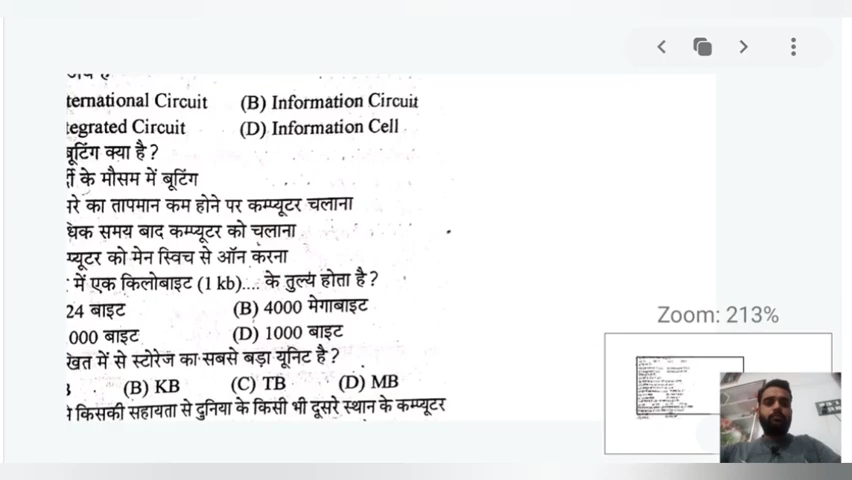 ternational Circuit (B) Information Circuit
tegrated Circuit (D) Information Cell
बूटिंग क्या है?
र्दी के मौसम में बूटिंग
मरे का तापमान कम होने पर कम्प्यूटर चलाना
धिक समय बाद कम्प्यूटर को चलाना
म्प्यूटर को मेन स्विच से ऑन करना
में एक किलोबाइट (1 kb).... के तुल्य होता है?
24 बाइट (B) 4000 मेगाबाइट
000 बाइट (D) 1000 बाइट
खित में से स्टोरेज का सबसे बड़ा यूनिट है?
(B) KB (C) TB (D) MB
किसकी सहायता से दुनिया के किसी भी दूसरे स्थान के कम्प्यूटर
Zoom: 213%